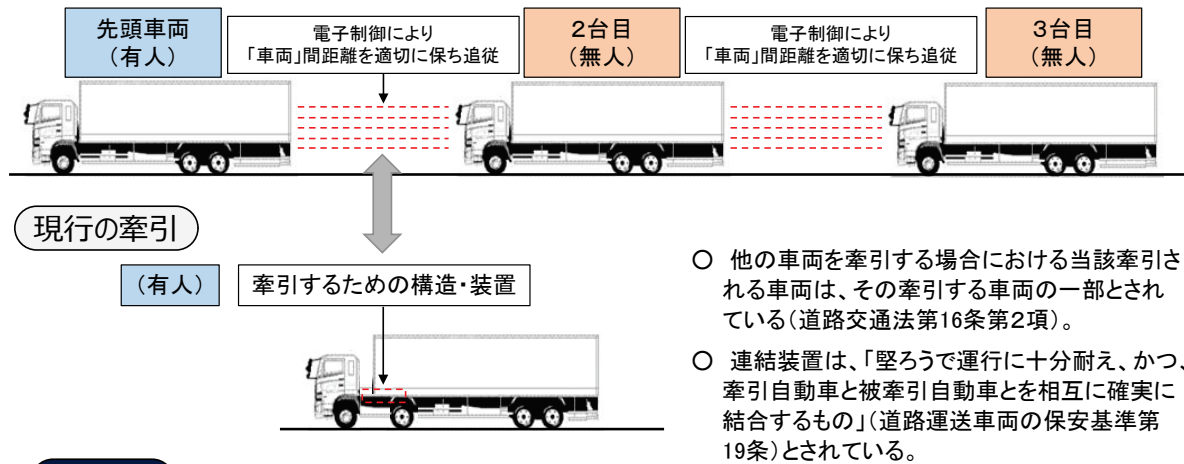 先頭車両
（有人）
電子制御により
「車両」間距離を適切に保ち追従
２台目
（無人）
電子制御により
「車両」間距離を適切に保ち追従
３台目
（無人）
現行の牽引
（有人）
牽引するための構造・装置
○ 他の車両を牽引する場合における当該牽引さ
れる車両は、その牽引する車両の一部とされ
ている（道路交通法第16条第２項）。
○ 連結装置は、「堅ろうで運行に十分耐え、かつ、
牽引自動車と被牽引自動車とを相互に確実に
結合するもの」（道路運送車両の保安基準第
19条）とされている。